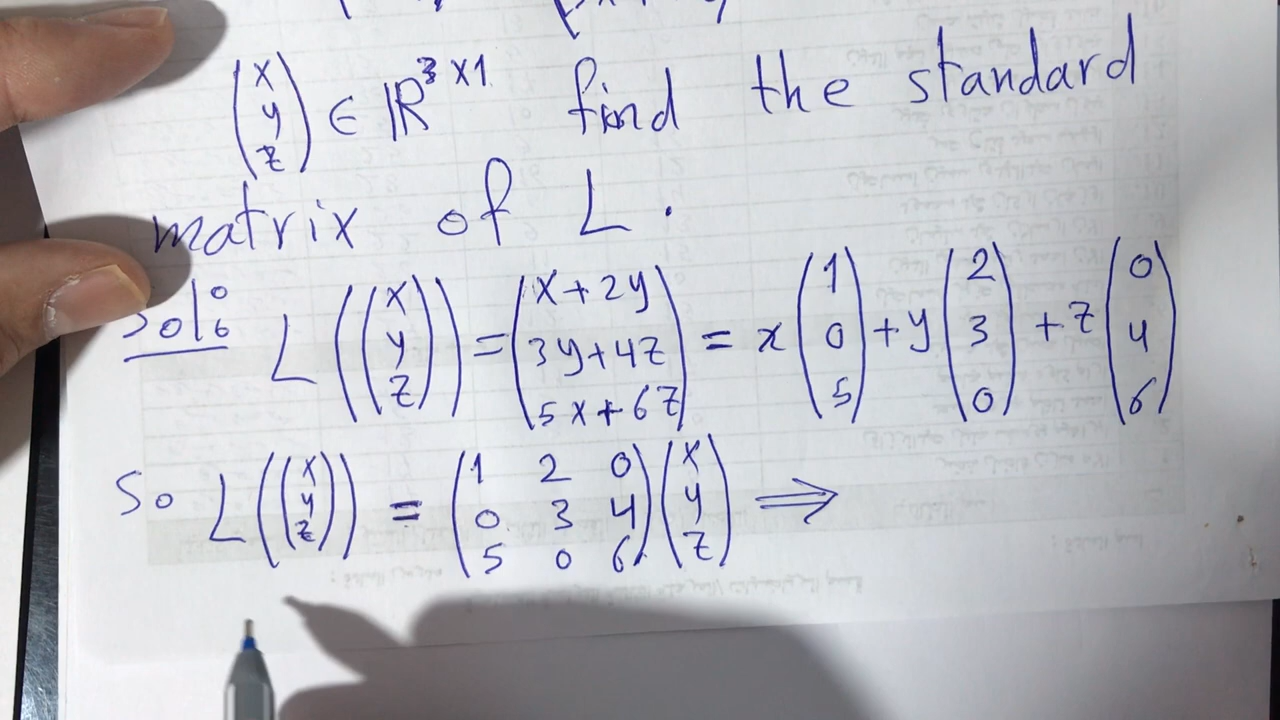 (x y z) ∈ ℝ^{3×1} find the standard
matrix of L.
Sol: L((x y z)) = (x+2y 3y+4z 5x+6z) = x(1 0 5) + y(2 3 0) + z(0 4 6)
So L((x y z)) = (1 2 0 0 3 4 5 0 6)(x y z) ⇒